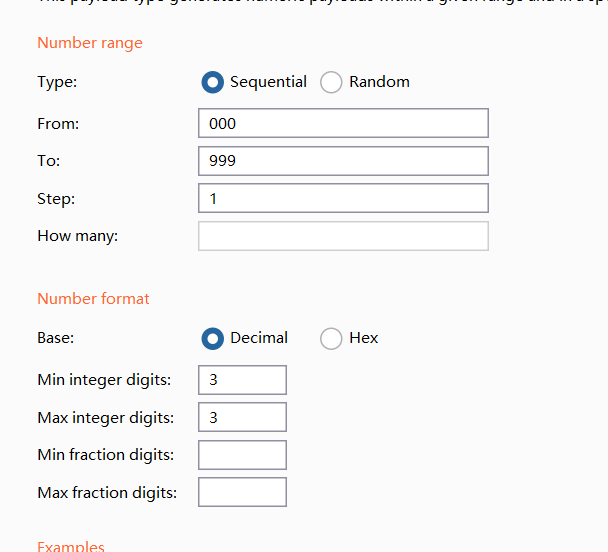 Number range
Type: Sequential Random
From: 000
To: 999
Step: 1
How many:
Number format
Base: Decimal Hex
Min integer digits: 3
Max integer digits: 3
Min fraction digits:
Max fraction digits:
Examples